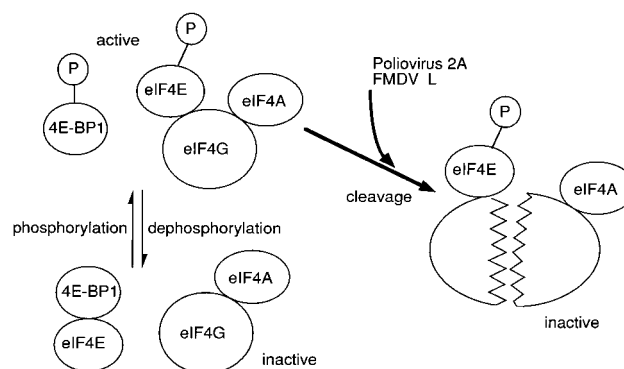 active
P
4E-BP1
P
eIF4E
eIF4A
eIF4G
Poliovirus 2A
FMDV L
cleavage
P
eIF4E
eIF4A
inactive
phosphorylation
dephosphorylation
4E-BP1
eIF4E
eIF4A
eIF4G
inactive